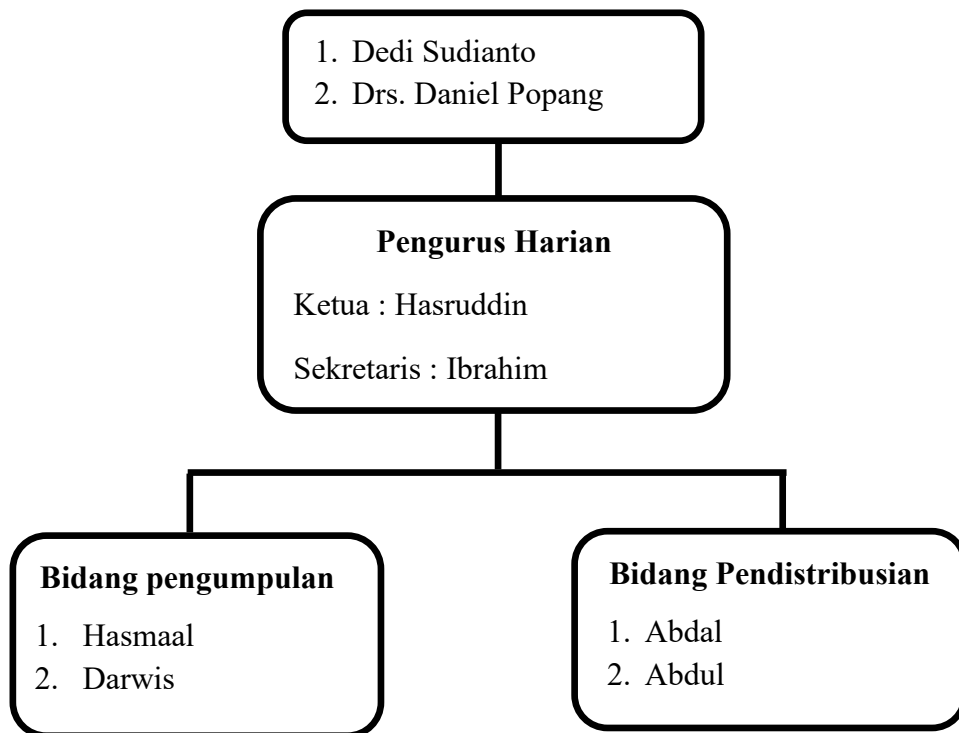 1. Dedi Sudianto
2. Drs. Daniel Popang
Pengurus Harian
Ketua : Hasruddin
Sekretaris : Ibrahim
Bidang pengumpulan
1. Hasmaal
2. Darwis
Bidang Pendistribusian
1. Abdal
2. Abdul